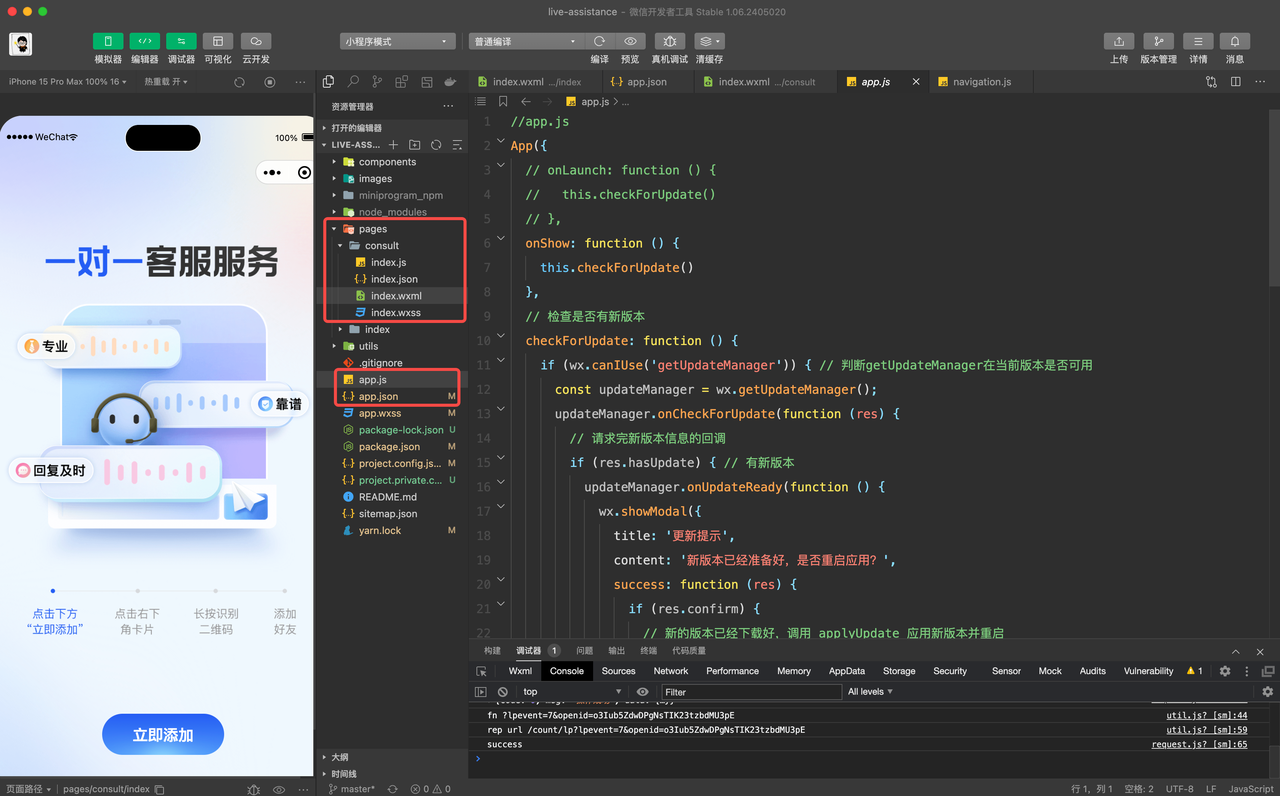 live-assistance – 微信开发者工具 Stable 1.06.2405020
模拟器 编辑器 调试器 可视化 云开发
小程序模式 普通编译
编译 预览 真机调试 清缓存
上传 版本管理 详情 消息
iPhone 15 Pro Max 100% 16 热重载 开
WeChat 100%
一对一客服服务
专业
靠谱
回复及时
点击下方
“立即添加”
点击右下
角卡片
长按识别
二维码
添加
好友
立即添加
页面路径 pages/consult/index
资源管理器
打开的编辑器
LIVE-ASS...
components
images
miniprogram_npm
node_modules
pages
consult
index.js
index.json
index.wxml
index.wxss
index
utils
.gitignore
app.js
app.json M
app.wxss M
package-lock.json U
package.json M
project.config.js... M
project.private.c... U
README.md
sitemap.json
yarn.lock M
大纲
时间线
master* 0 0
index.wxml .../index app.json index.wxml .../consult app.js navigation.js
app.js > ...
1 //app.js
2 App({
3 // onLaunch: function () {
4 //   this.checkForUpdate()
5 // },
6 onShow: function () {
7 this.checkForUpdate()
8 },
9 // 检查是否有新版本
10 checkForUpdate: function () {
11 if (wx.canIUse('getUpdateManager')) { // 判断getUpdateManager在当前版本是否可用
12 const updateManager = wx.getUpdateManager();
13 updateManager.onCheckForUpdate(function (res) {
14 // 请求完新版本信息的回调
15 if (res.hasUpdate) { // 有新版本
16 updateManager.onUpdateReady(function () {
17 wx.showModal({
18 title: '更新提示',
19 content: '新版本已经准备好，是否重启应用？',
20 success: function (res) {
21 if (res.confirm) {
22 // 新的版本已经下载好，调用 applyUpdate 应用新版本并重启
构建 调试器 1 问题 输出 终端 代码质量
Wxml Console Sources Network Performance Memory AppData Storage Security Sensor Mock Audits Vulnerability 1
top Filter All levels
fn ?lpevent=7&openid=o3Iub5ZdwDPgNsTIK23tzbdMU3pE util.js? [sm]:44
rep url /count/lp?lpevent=7&openid=o3Iub5ZdwDPgNsTIK23tzbdMU3pE util.js? [sm]:59
success request.js? [sm]:65
行 1，列 1 空格: 2 UTF-8 LF JavaScript